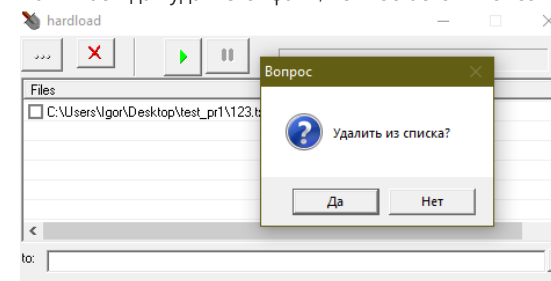 hardload
...
Вопрос
Files
C:\Users\Igor\Desktop\test_pr1\123.t
Удалить из списка?
Да
Нет
to: